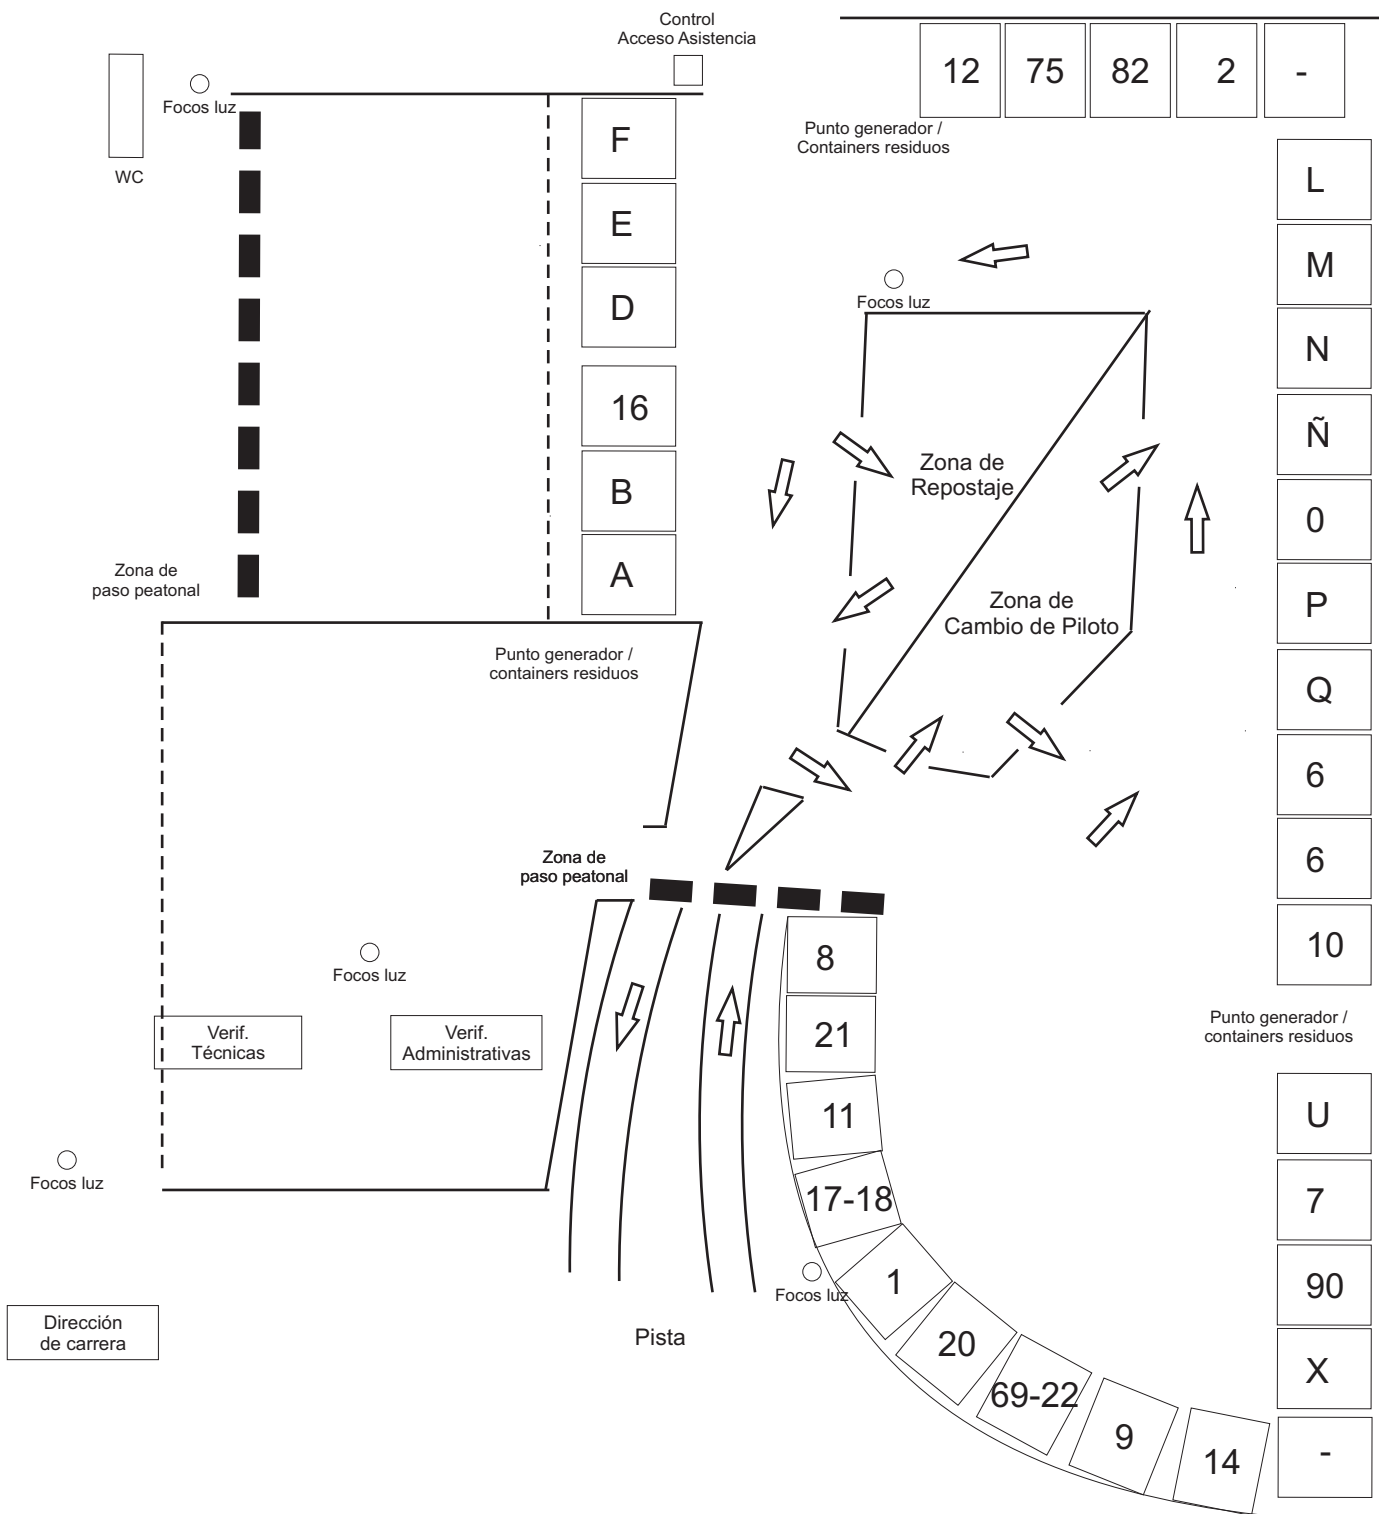 Control
Acceso Asistencia
12
75
82
2
-
Focos luz
WC
Punto generador /
Containers residuos
F
E
D
16
B
A
L
M
N
Ñ
0
P
Q
6
6
10
Focos luz
Zona de
Repostaje
Zona de
Cambio de Piloto
Zona de
paso peatonal
Punto generador /
containers residuos
Zona de
paso peatonal
Focos luz
Verif.
Técnicas
Verif.
Administrativas
Focos luz
Dirección
de carrera
Pista
8
21
11
17-18
1
Focos luz
20
69-22
9
14
Punto generador /
containers residuos
U
7
90
X
-